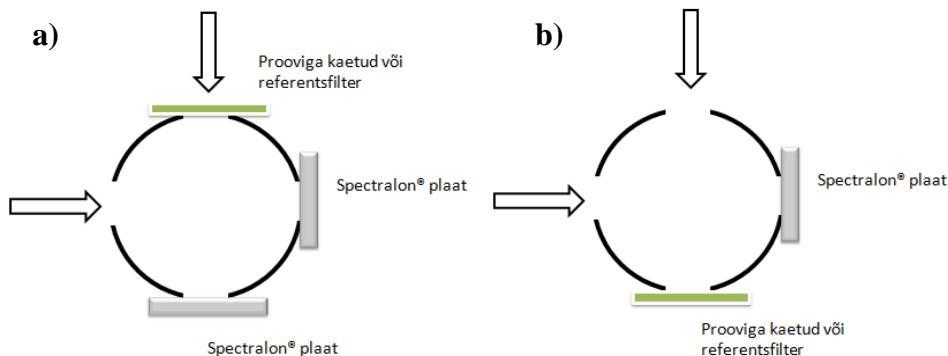 a)
Prooviga kaetud või
referentsfilter
Spectralon® plaat
Spectralon® plaat
b)
Spectralon® plaat
Prooviga kaetud või
referentsfilter